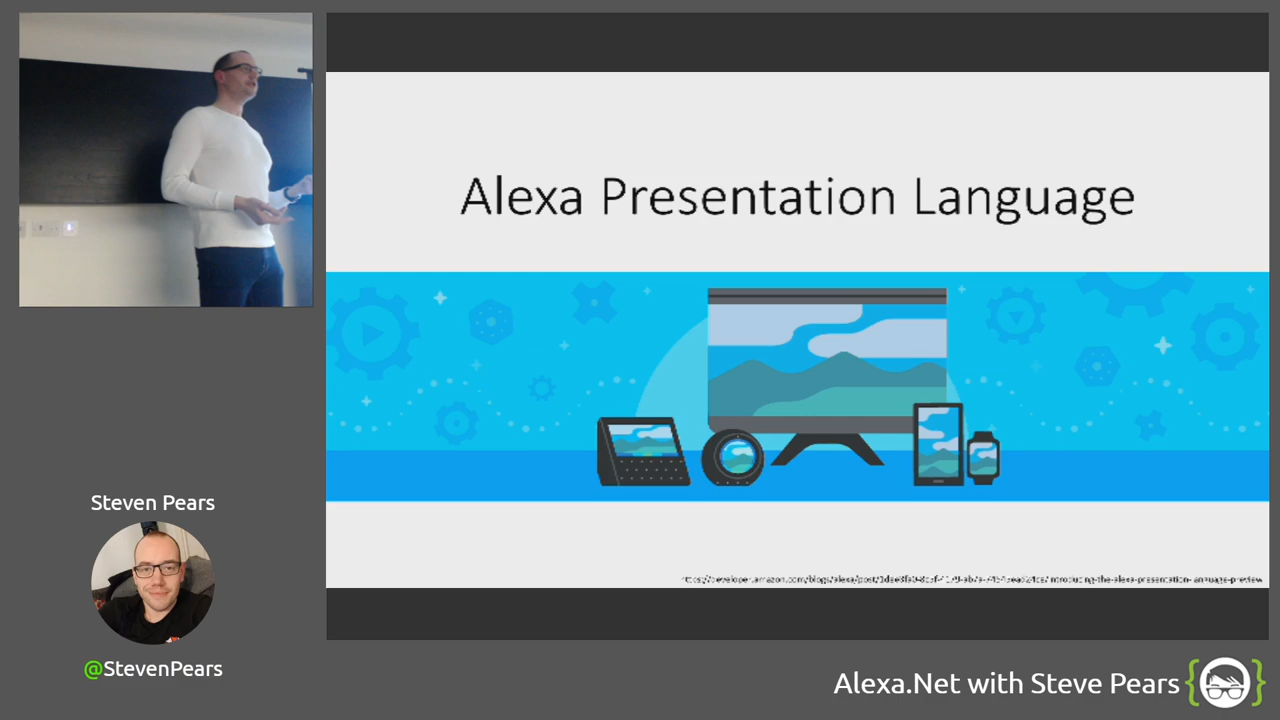 Alexa Presentation Language
Steven Pears
@StevenPears
Alexa.Net with Steve Pears